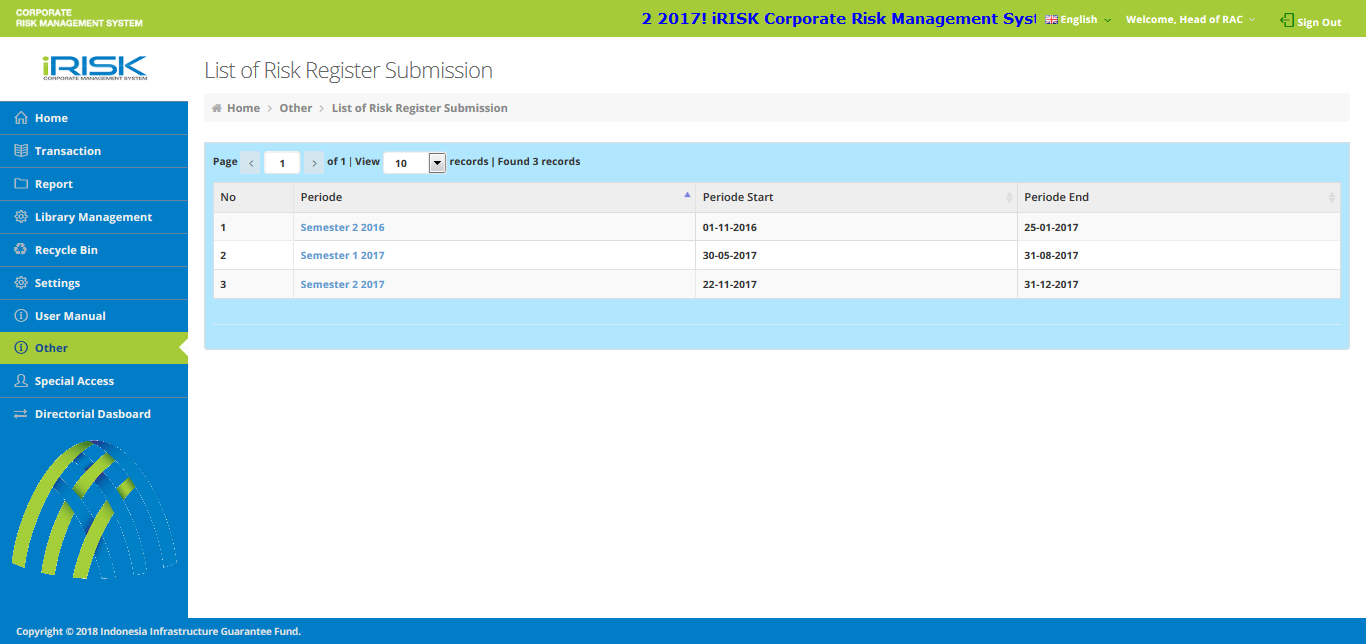 CORPORATE
RISK MANAGEMENT SYSTEM
2 2017! iRISK Corporate Risk Management Syst
English
Welcome, Head of RAC
Sign Out
iRISK
CORPORATE MANAGEMENT SYSTEM
List of Risk Register Submission
Home > Other > List of Risk Register Submission
Home
Transaction
Report
Library Management
Recycle Bin
Settings
User Manual
Other
Special Access
Directorial Dasboard
Page < 1 > of 1 | View 10 records | Found 3 records
No Periode Periode Start Periode End
1 Semester 2 2016 01-11-2016 25-01-2017
2 Semester 1 2017 30-05-2017 31-08-2017
3 Semester 2 2017 22-11-2017 31-12-2017
Copyright © 2018 Indonesia Infrastructure Guarantee Fund.